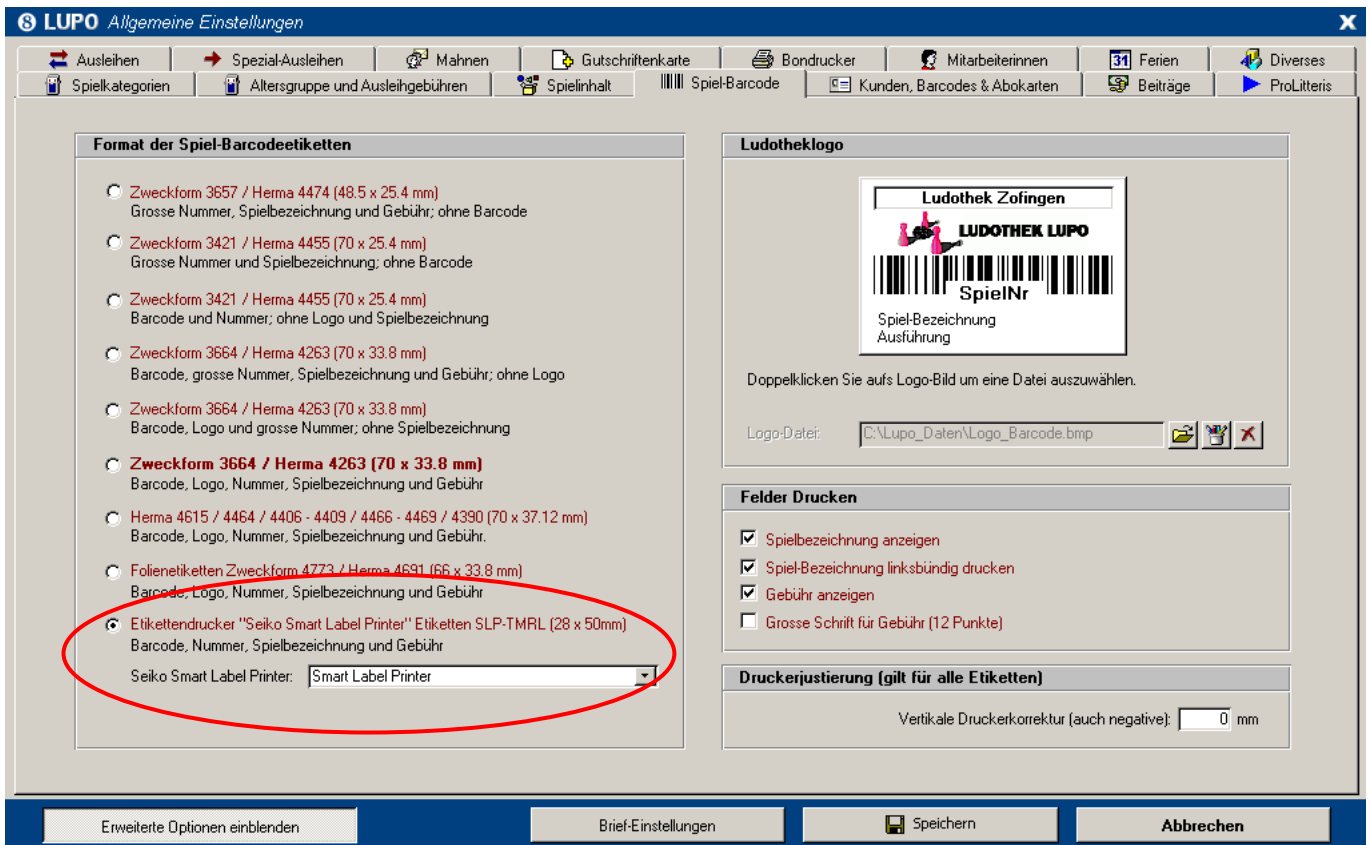 LUPO Allgemeine Einstellungen
Ausleihen
Spezial-Ausleihen
Mahnen
Gutschriftenkarte
Bondrucker
Mitarbeiterinnen
31 Ferien
Diverses
Spielkategorien
Altersgruppe und Ausleihgebühren
Spielinhalt
Spiel-Barcode
Kunden, Barcodes & Abokarten
Beiträge
ProLitteris
Format der Spiel-Barcodeetiketten
Zweckform 3657 / Herma 4474 (48.5 x 25.4 mm)
Grosse Nummer, Spielbezeichnung und Gebühr; ohne Barcode
Zweckform 3421 / Herma 4455 (70 x 25.4 mm)
Grosse Nummer und Spielbezeichnung; ohne Barcode
Zweckform 3421 / Herma 4455 (70 x 25.4 mm)
Barcode und Nummer; ohne Logo und Spielbezeichnung
Zweckform 3664 / Herma 4263 (70 x 33.8 mm)
Barcode, grosse Nummer, Spielbezeichnung und Gebühr; ohne Logo
Zweckform 3664 / Herma 4263 (70 x 33.8 mm)
Barcode, Logo und grosse Nummer; ohne Spielbezeichnung
Zweckform 3664 / Herma 4263 (70 x 33.8 mm)
Barcode, Logo, Nummer, Spielbezeichnung und Gebühr
Herma 4615 / 4464 / 4406 - 4409 / 4466 - 4469 / 4390 (70 x 37.12 mm)
Barcode, Logo, Nummer, Spielbezeichnung und Gebühr.
Folienetiketten Zweckform 4773 / Herma 4691 (66 x 33.8 mm)
Barcode, Logo, Nummer, Spielbezeichnung und Gebühr
Etikettendrucker "Seiko Smart Label Printer" Etiketten SLP-TMRL (28 x 50mm)
Barcode, Nummer, Spielbezeichnung und Gebühr
Seiko Smart Label Printer: Smart Label Printer
Ludotheklogo
Ludothek Zofingen
LUDOTHEK LUPO
SpielNr
Spiel-Bezeichnung
Ausführung
Doppelklicken Sie aufs Logo-Bild um eine Datei auszuwählen.
Logo-Datei: C:\Lupo_Daten\Logo_Barcode.bmp
Felder Drucken
Spielbezeichnung anzeigen
Spiel-Bezeichnung linksbündig drucken
Gebühr anzeigen
Grosse Schrift für Gebühr (12 Punkte)
Druckerjustierung (gilt für alle Etiketten)
Vertikale Druckerkorrektur (auch negative): 0 mm
Erweiterte Optionen einblenden
Brief-Einstellungen
Speichern
Abbrechen